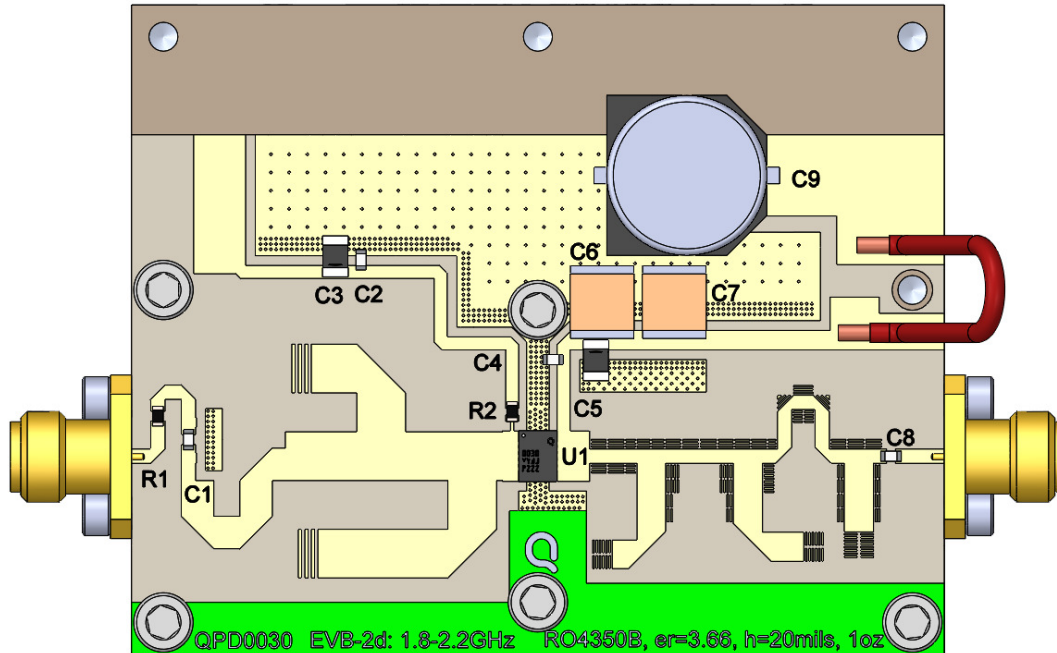 C9
C6
C3 C2 C7
C4
C5
R2
R1 C1 U1 C8
QPD0030 EVB-2d: 1.8-2.2GHz RO4350B, er=3.66, h=20mils, 1oz